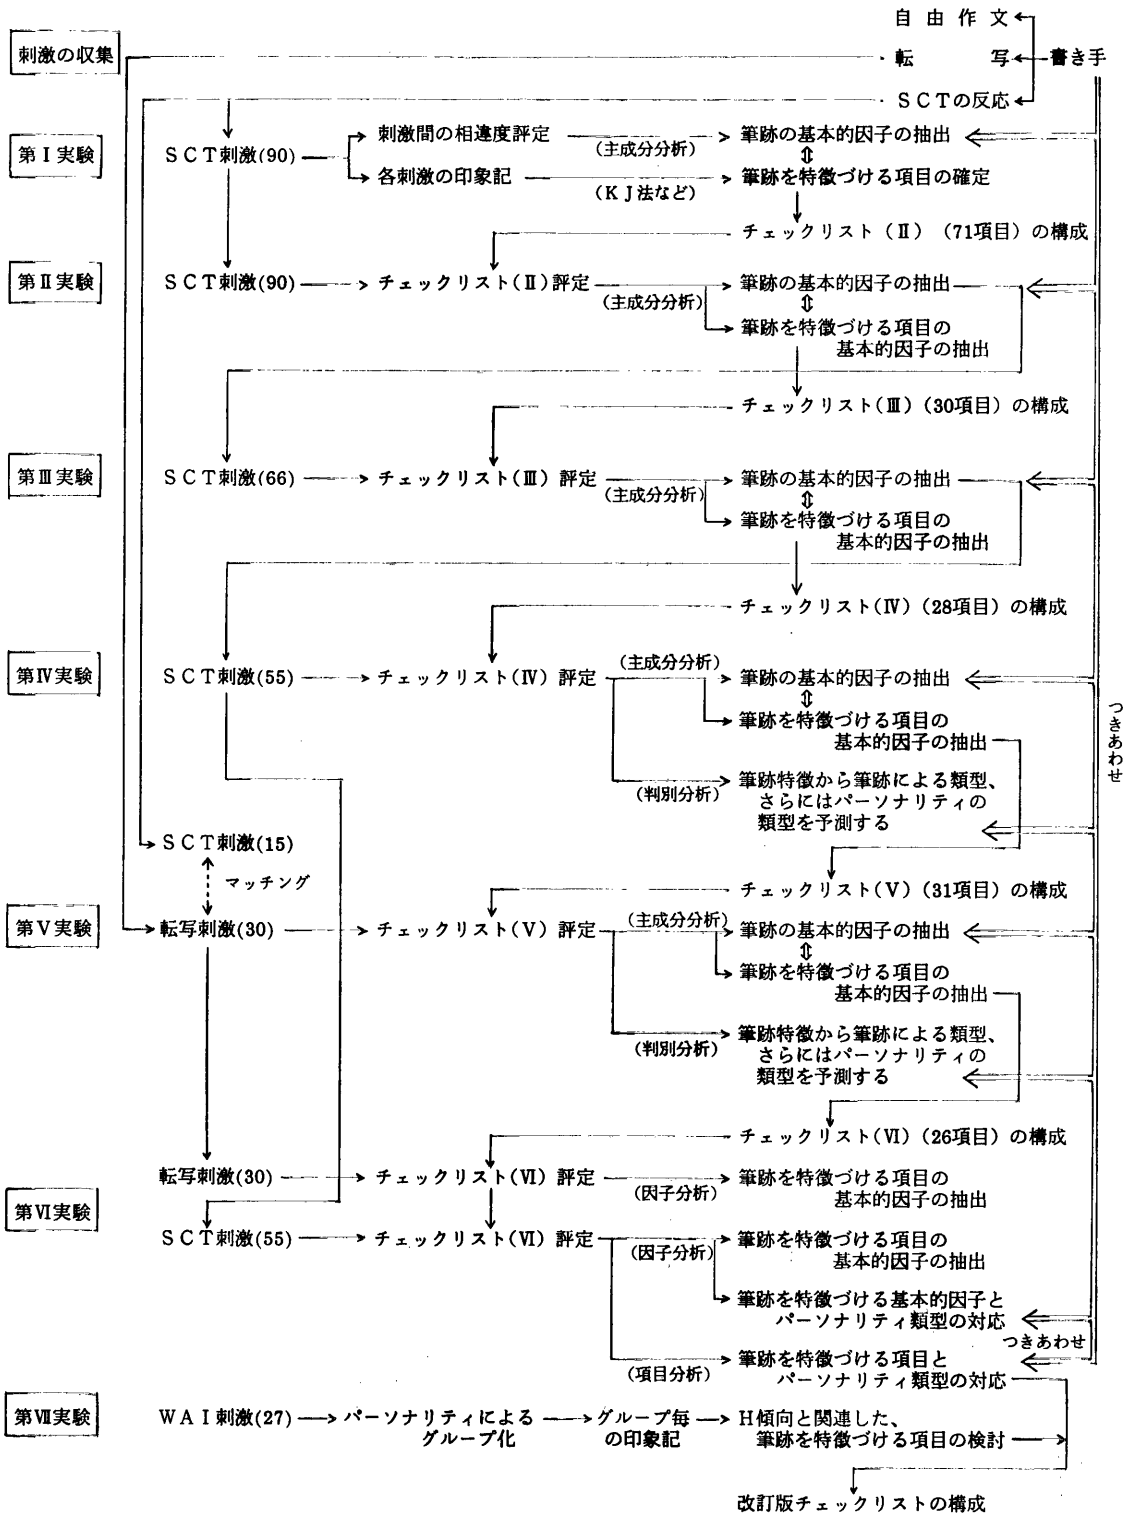 自由作文
刺激の収集
転写
書き手
SCTの反応
第Ⅰ実験
SCT刺激(90)
刺激間の相違度評定
(主成分分析)
筆跡の基本的因子の抽出
各刺激の印象記
(KJ法など)
筆跡を特徴づける項目の確定
チェックリスト(Ⅱ)(71項目)の構成
第Ⅱ実験
SCT刺激(90)
チェックリスト(Ⅱ)評定
(主成分分析)
筆跡の基本的因子の抽出
筆跡を特徴づける項目の
基本的因子の抽出
チェックリスト(Ⅲ)(30項目)の構成
第Ⅲ実験
SCT刺激(66)
チェックリスト(Ⅲ)評定
(主成分分析)
筆跡の基本的因子の抽出
筆跡を特徴づける項目の
基本的因子の抽出
チェックリスト(Ⅳ)(28項目)の構成
第Ⅳ実験
SCT刺激(55)
チェックリスト(Ⅳ)評定
(主成分分析)
筆跡の基本的因子の抽出
筆跡を特徴づける項目の
基本的因子の抽出
つきあわせ
(判別分析)
筆跡特徴から筆跡による類型、
さらにはパーソナリティの
類型を予測する
SCT刺激(15)
マッチング
チェックリスト(Ⅴ)(31項目)の構成
第Ⅴ実験
転写刺激(30)
チェックリスト(Ⅴ)評定
(主成分分析)
筆跡の基本的因子の抽出
筆跡を特徴づける項目の
基本的因子の抽出
(判別分析)
筆跡特徴から筆跡による類型、
さらにはパーソナリティの
類型を予測する
チェックリスト(Ⅵ)(26項目)の構成
第Ⅵ実験
転写刺激(30)
チェックリスト(Ⅵ)評定
(因子分析)
筆跡を特徴づける項目の
基本的因子の抽出
SCT刺激(55)
チェックリスト(Ⅵ)評定
(因子分析)
筆跡を特徴づける項目の
基本的因子の抽出
筆跡を特徴づける基本的因子と
パーソナリティ類型の対応
つきあわせ
(項目分析)
筆跡を特徴づける項目と
パーソナリティ類型の対応
第Ⅶ実験
WAI刺激(27)
パーソナリティによる
グループ化
グループ毎
の印象記
H傾向と関連した、
筆跡を特徴づける項目の検討
改訂版チェックリストの構成